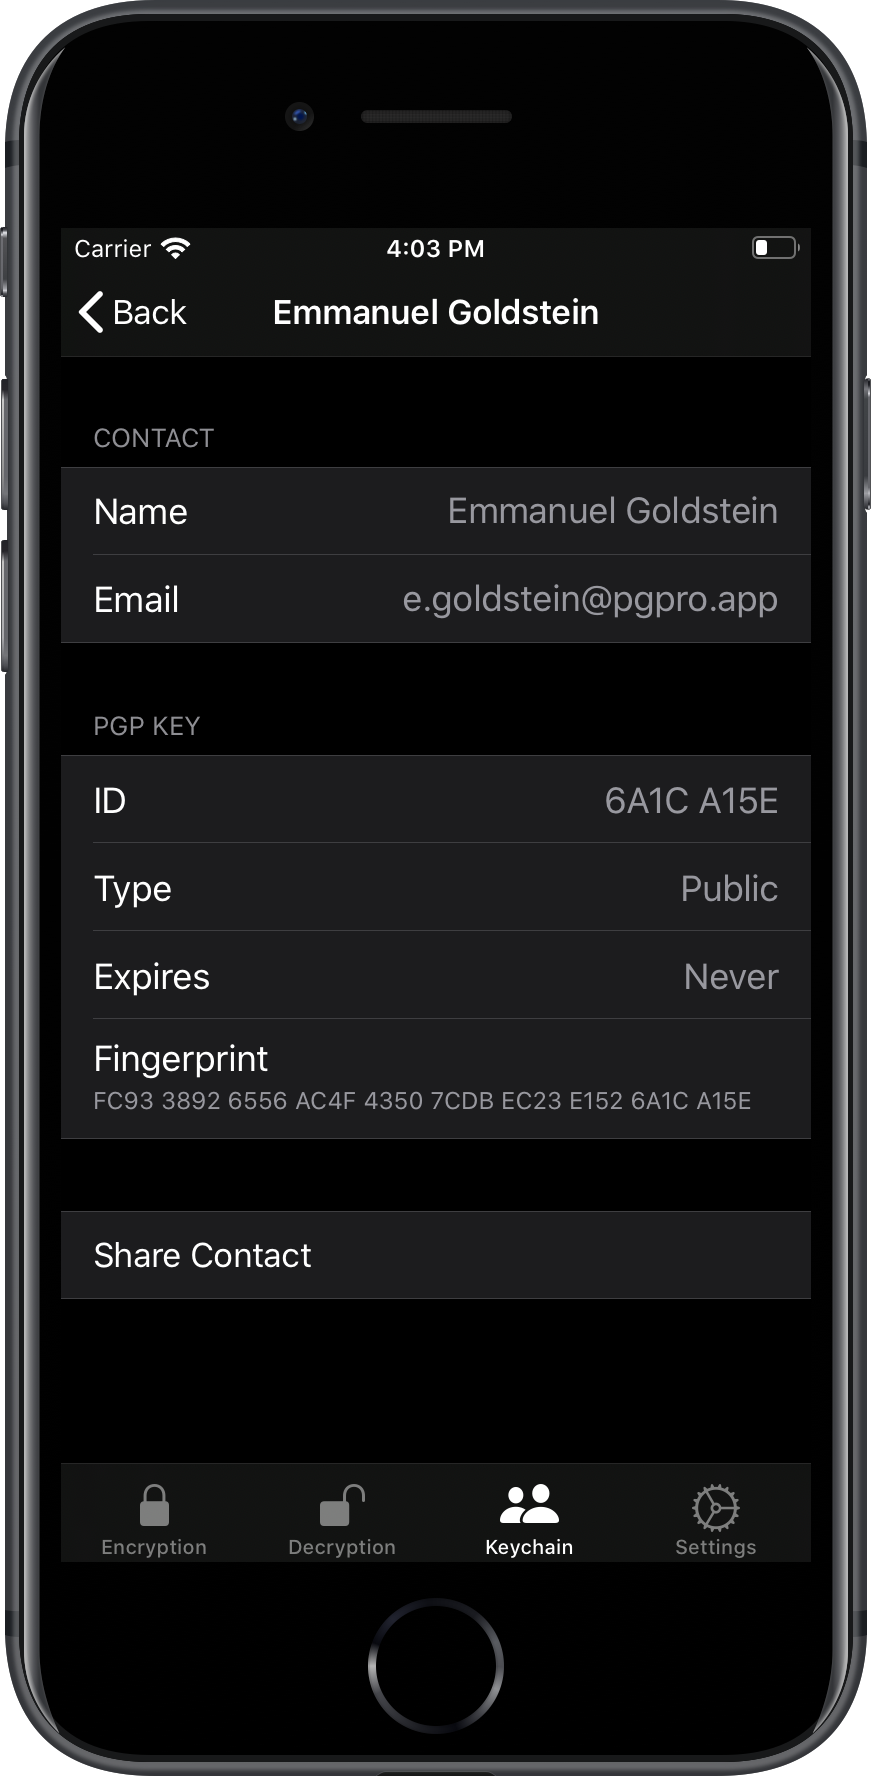 Carrier 4:03 PM
Back Emmanuel Goldstein
CONTACT
Name Emmanuel Goldstein
Email e.goldstein@pgpro.app
PGP KEY
ID 6A1C A15E
Type Public
Expires Never
Fingerprint
FC93 3892 6556 AC4F 4350 7CDB EC23 E152 6A1C A15E
Share Contact
Encryption Decryption Keychain Settings